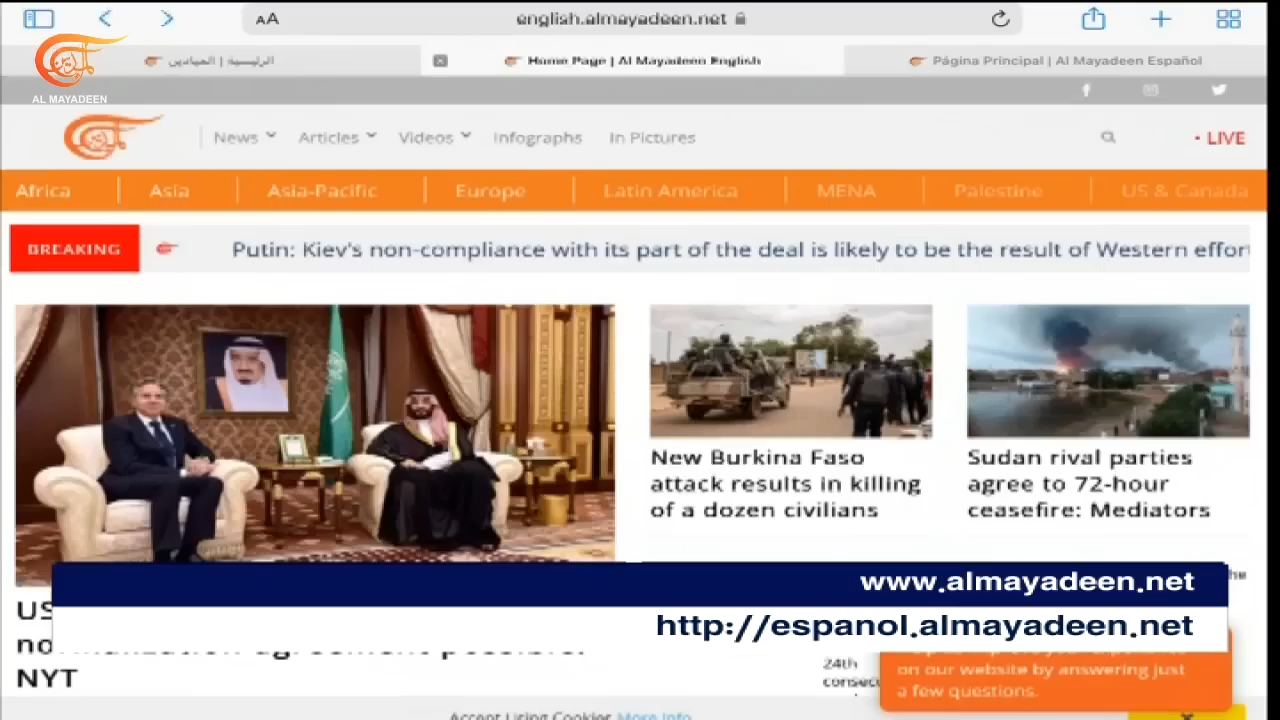 AA english.almayadeen.net
الرئيسية | الميادين
Home Page | Al Mayadeen English
Página Principal | Al Mayadeen Español
الميادين
AL MAYADEEN
News Articles Videos Infographs In Pictures
• LIVE
Africa Asia Asia-Pacific Europe Latin America MENA Palestine US & Canada
BREAKING
Putin: Kiev's non-compliance with its part of the deal is likely to be the result of Western effor
New Burkina Faso
attack results in killing
of a dozen civilians
Sudan rival parties
agree to 72-hour
ceasefire: Mediators
www.almayadeen.net
http://espanol.almayadeen.net
US
NYT
24th
on our website by answering just
a few questions.
Accept Using Cookies More Info